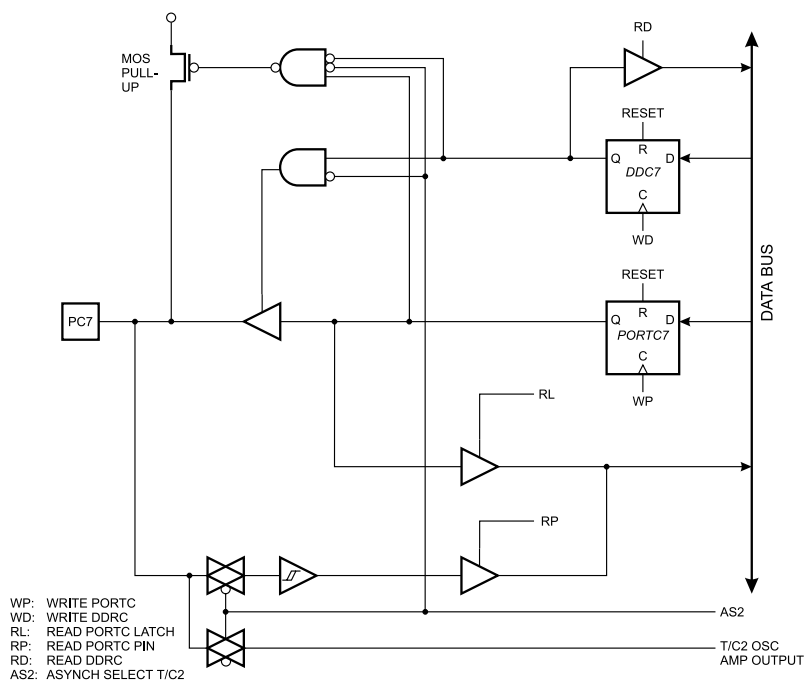 MOS
PULL-
UP
RD
RESET
R
Q
D
DDC7
C
WD
DATA BUS
RESET
R
Q
D
PORTC7
C
WP
PC7
RL
RP
WP: WRITE PORTC
WD: WRITE DDRC
RL: READ PORTC LATCH
RP: READ PORTC PIN
RD: READ DDRC
AS2: ASYNCH SELECT T/C2
AS2
T/C2 OSC
AMP OUTPUT